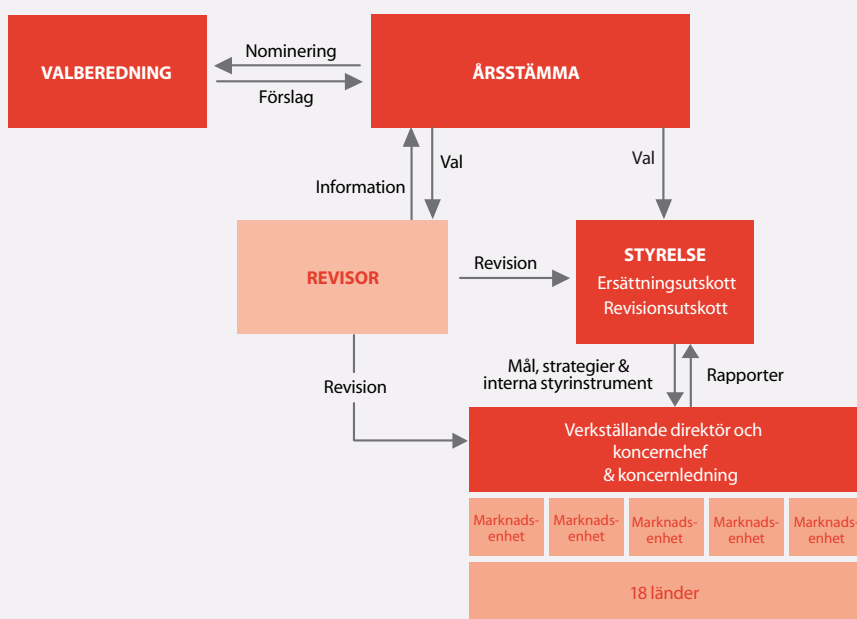 VALBEREDNING
Nominering
Förslag
ÅRSSTÄMMA
Information
Val
Val
REVISOR
Revision
STYRELSE
Ersättningsutskott
Revisionsutskott
Revision
Mål, strategier &
interna styrinstrument
Rapporter
Verkställande direktör och
koncernchef
& koncernledning
Marknads-
enhet
Marknads-
enhet
Marknads-
enhet
Marknads-
enhet
Marknads-
enhet
18 länder